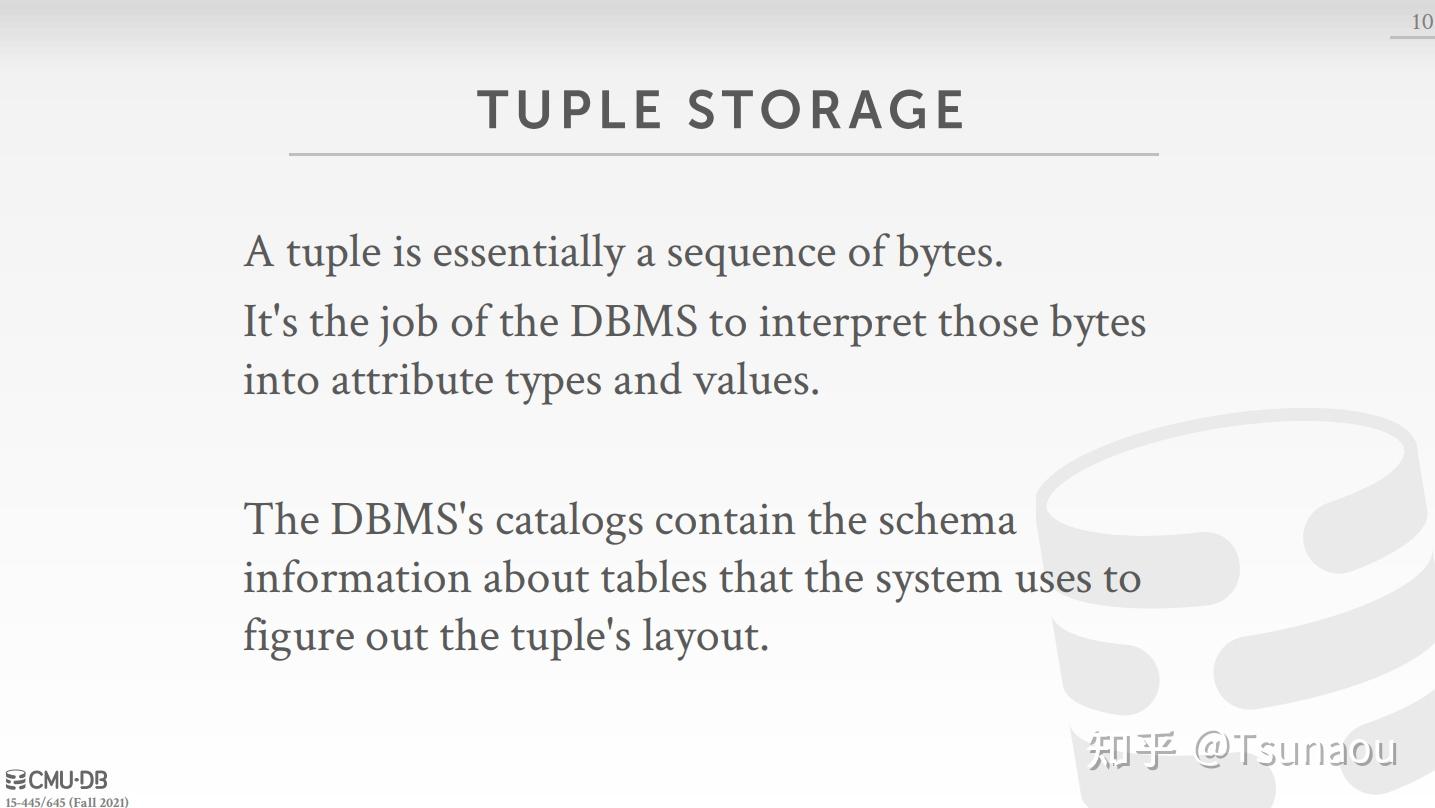 10
TUPLE STORAGE
A tuple is essentially a sequence of bytes.
It's the job of the DBMS to interpret those bytes
into attribute types and values.
The DBMS's catalogs contain the schema
information about tables that the system uses to
figure out the tuple's layout.
知乎 @Tsunaou
CMU·DB
15-445/645 (Fall 2021)